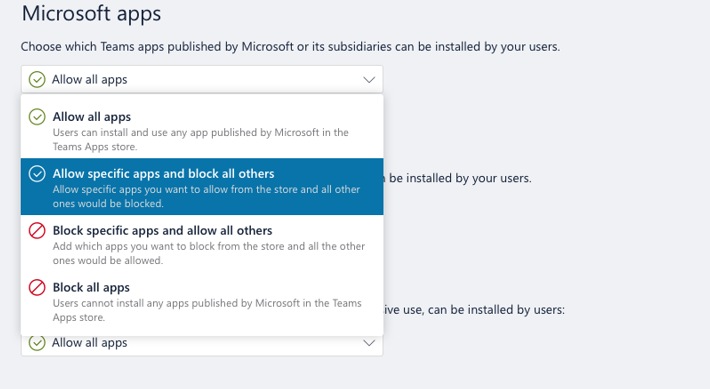 Microsoft apps
Choose which Teams apps published by Microsoft or its subsidiaries can be installed by your users.
Allow all apps
Allow all apps
Users can install and use any app published by Microsoft in the
Teams Apps store.
Allow specific apps and block all others
Allow specific apps you want to allow from the store and all other
ones would be blocked.
be installed by your users.
Block specific apps and allow all others
Add which apps you want to block from the store and all the other
ones would be allowed.
Block all apps
Users cannot install any apps published by Microsoft in the Teams
Apps store.
ive use, can be installed by users:
Allow all apps